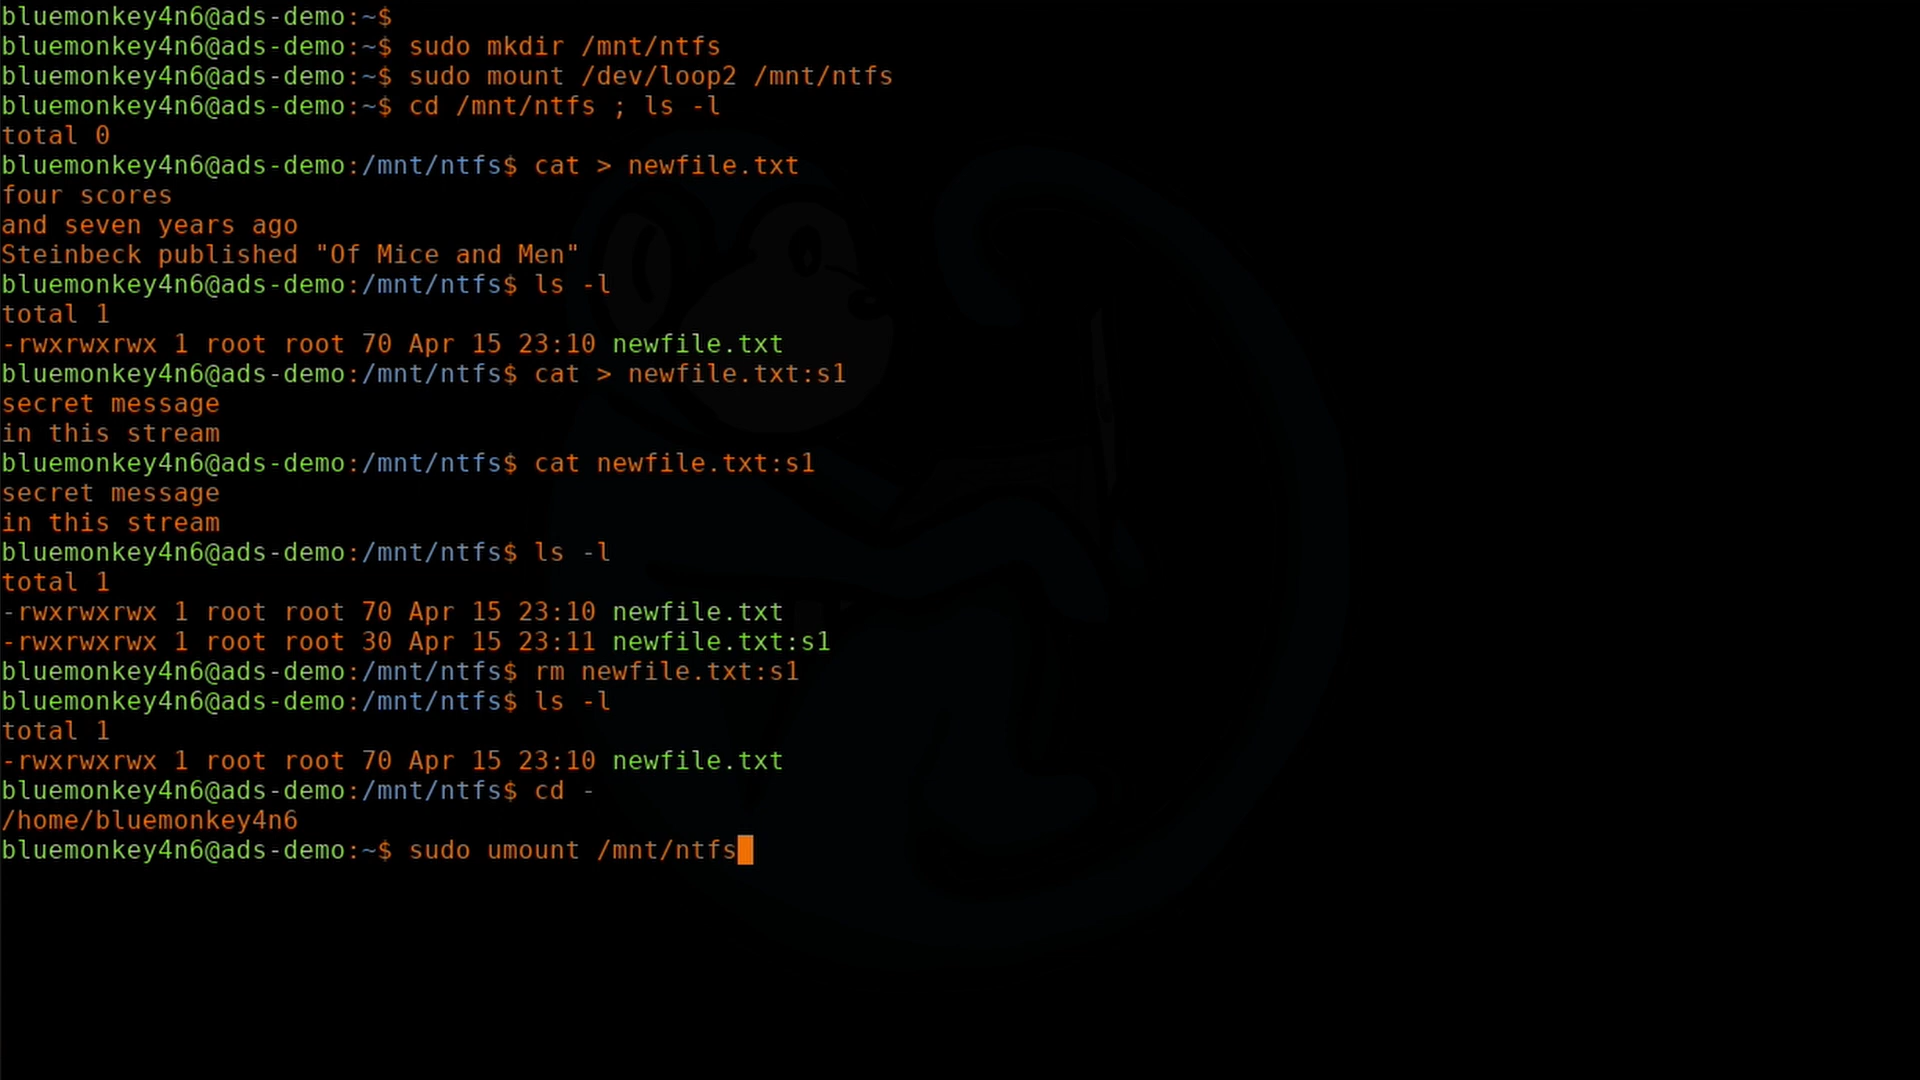 bluemonkey4n6@ads-demo:~$
bluemonkey4n6@ads-demo:~$ sudo mkdir /mnt/ntfs
bluemonkey4n6@ads-demo:~$ sudo mount /dev/loop2 /mnt/ntfs
bluemonkey4n6@ads-demo:~$ cd /mnt/ntfs ; ls -l
total 0
bluemonkey4n6@ads-demo:/mnt/ntfs$ cat > newfile.txt
four scores
and seven years ago
Steinbeck published "Of Mice and Men"
bluemonkey4n6@ads-demo:/mnt/ntfs$ ls -l
total 1
-rwxrwxrwx 1 root root 70 Apr 15 23:10 newfile.txt
bluemonkey4n6@ads-demo:/mnt/ntfs$ cat > newfile.txt:s1
secret message
in this stream
bluemonkey4n6@ads-demo:/mnt/ntfs$ cat newfile.txt:s1
secret message
in this stream
bluemonkey4n6@ads-demo:/mnt/ntfs$ ls -l
total 1
-rwxrwxrwx 1 root root 70 Apr 15 23:10 newfile.txt
-rwxrwxrwx 1 root root 30 Apr 15 23:11 newfile.txt:s1
bluemonkey4n6@ads-demo:/mnt/ntfs$ rm newfile.txt:s1
bluemonkey4n6@ads-demo:/mnt/ntfs$ ls -l
total 1
-rwxrwxrwx 1 root root 70 Apr 15 23:10 newfile.txt
bluemonkey4n6@ads-demo:/mnt/ntfs$ cd -
/home/bluemonkey4n6
bluemonkey4n6@ads-demo:~$ sudo umount /mnt/ntfs